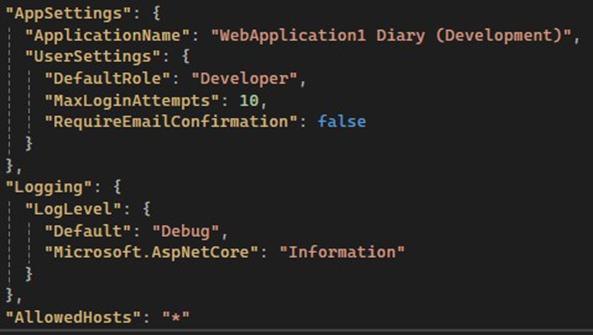 "AppSettings": {
"ApplicationName": "WebApplication1 Diary (Development)",
"UserSettings": {
"DefaultRole": "Developer",
"MaxLoginAttempts": 10,
"RequireEmailConfirmation": false
}
},
"Logging": {
"LogLevel": {
"Default": "Debug",
"Microsoft.AspNetCore": "Information"
}
},
"AllowedHosts": "*"